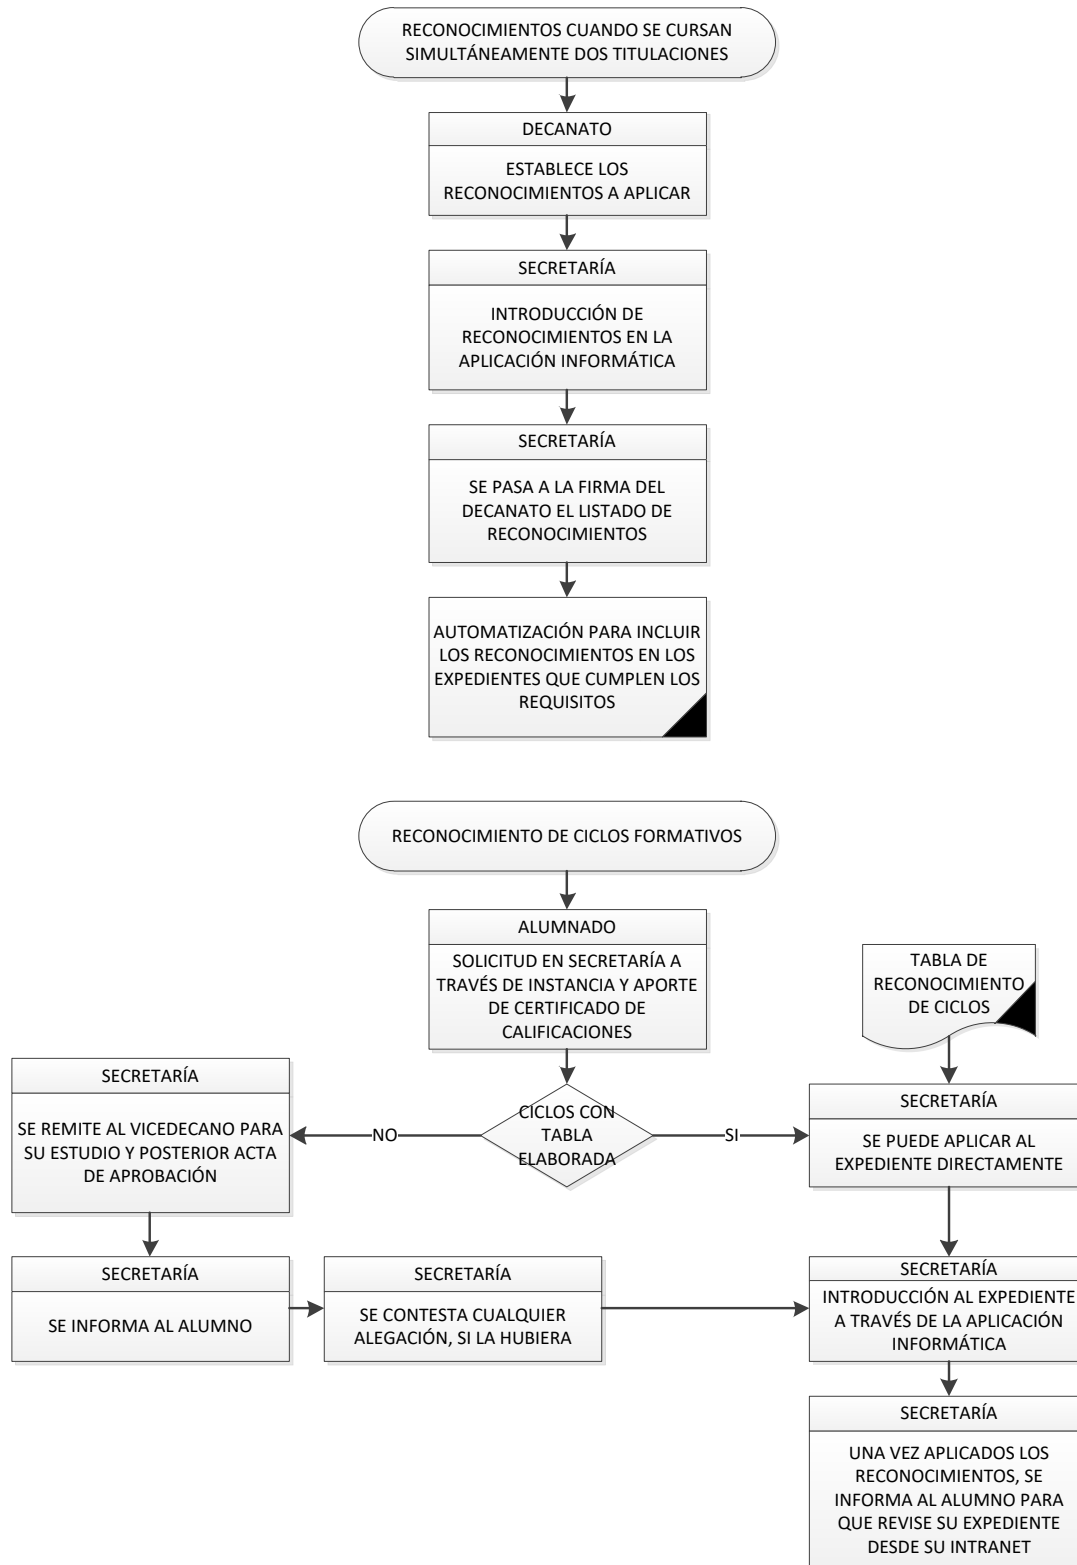 RECONOCIMIENTOS CUANDO SE CURSAN
SIMULTÁNEAMENTE DOS TITULACIONES
DECANATO
ESTABLECE LOS
RECONOCIMIENTOS A APLICAR
SECRETARÍA
INTRODUCCIÓN DE
RECONOCIMIENTOS EN LA
APLICACIÓN INFORMÁTICA
SECRETARÍA
SE PASA A LA FIRMA DEL
DECANATO EL LISTADO DE
RECONOCIMIENTOS
AUTOMATIZACIÓN PARA INCLUIR
LOS RECONOCIMIENTOS EN LOS
EXPEDIENTES QUE CUMPLEN LOS
REQUISITOS
RECONOCIMIENTO DE CICLOS FORMATIVOS
ALUMNADO
SOLICITUD EN SECRETARÍA A
TRAVÉS DE INSTANCIA Y APORTE
DE CERTIFICADO DE
CALIFICACIONES
TABLA DE
RECONOCIMIENTO
DE CICLOS
CICLOS CON
TABLA
ELABORADA
NO
SI
SECRETARÍA
SE REMITE AL VICEDECANO PARA
SU ESTUDIO Y POSTERIOR ACTA
DE APROBACIÓN
SECRETARÍA
SE PUEDE APLICAR AL
EXPEDIENTE DIRECTAMENTE
SECRETARÍA
SE INFORMA AL ALUMNO
SECRETARÍA
SE CONTESTA CUALQUIER
ALEGACIÓN, SI LA HUBIERA
SECRETARÍA
INTRODUCCIÓN AL EXPEDIENTE
A TRAVÉS DE LA APLICACIÓN
INFORMÁTICA
SECRETARÍA
UNA VEZ APLICADOS LOS
RECONOCIMIENTOS, SE
INFORMA AL ALUMNO PARA
QUE REVISE SU EXPEDIENTE
DESDE SU INTRANET